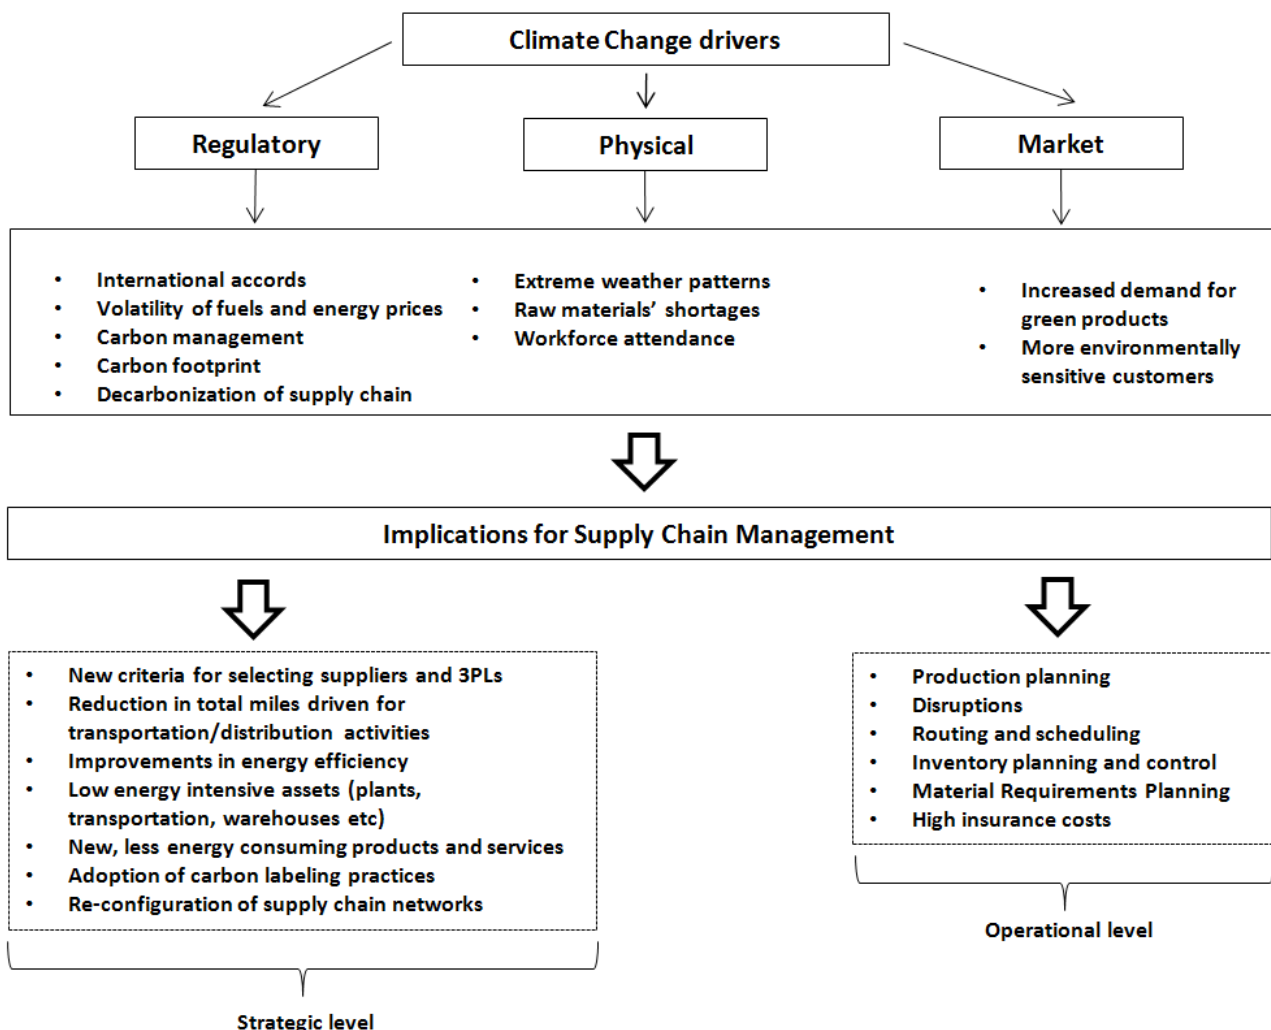 Climate Change drivers
Regulatory
Physical
Market
• International accords
• Volatility of fuels and energy prices
• Carbon management
• Carbon footprint
• Decarbonization of supply chain
• Extreme weather patterns
• Raw materials’ shortages
• Workforce attendance
• Increased demand for
green products
• More environmentally
sensitive customers
Implications for Supply Chain Management
• New criteria for selecting suppliers and 3PLs
• Reduction in total miles driven for
transportation/distribution activities
• Improvements in energy efficiency
• Low energy intensive assets (plants,
transportation, warehouses etc)
• New, less energy consuming products and services
• Adoption of carbon labeling practices
• Re-configuration of supply chain networks
Strategic level
• Production planning
• Disruptions
• Routing and scheduling
• Inventory planning and control
• Material Requirements Planning
• High insurance costs
Operational level